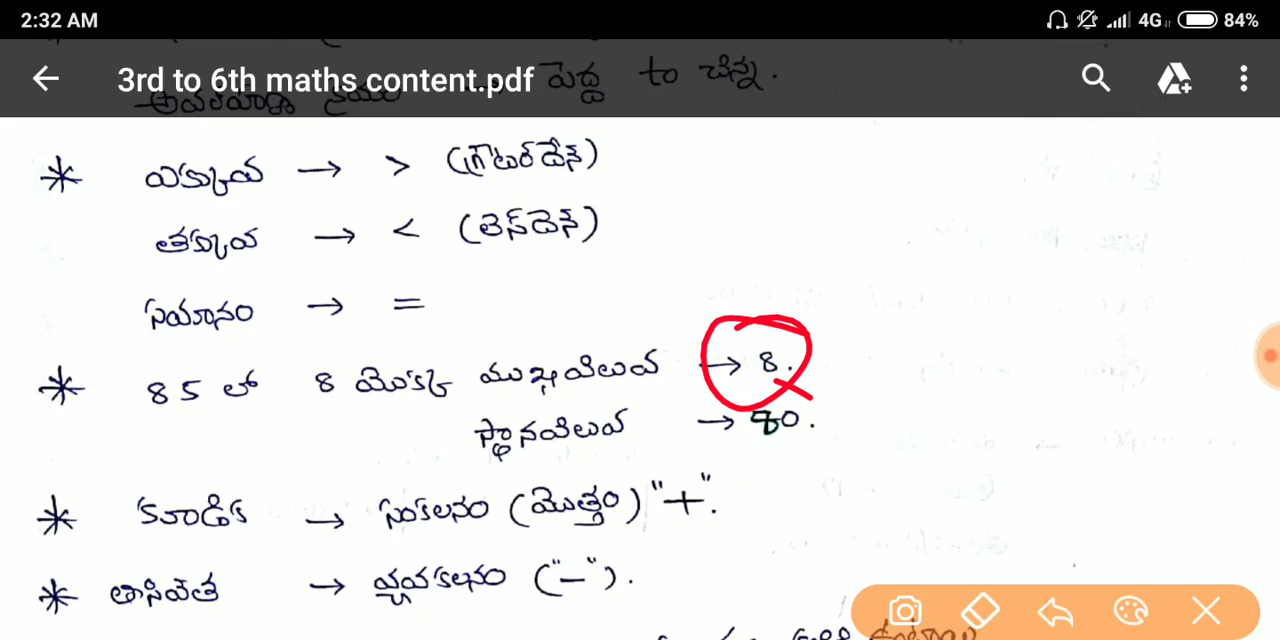 2:32 AM 4G 84%
పెద్ద to చిన్న.
3rd to 6th maths content.pdf
* ఎక్కువ → > (గ్రేటర్ దేన్)
తక్కువ → < (లెస్ దెన్)
సమానం → =
* 85 లో 8 యొక్క ముఖవిలువ → 8.
స్థానవిలువ → 80.
* కూడిక → సంకలనం (మొత్తం) "+".
* తీసివేత → వ్యవకలనం ("−").